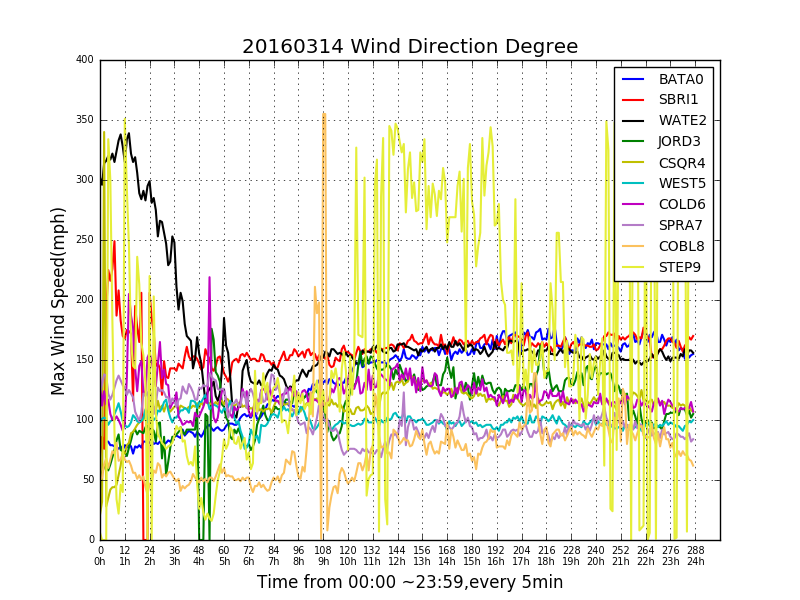 20160314 Wind Direction Degree
Max Wind Speed(mph)
400
350
300
250
200
150
100
50
0
BATA0
SBRI1
WATE2
JORD3
CSQR4
WEST5
COLD6
SPRA7
COBL8
STEP9
0 12 24 36 48 60 72 84 96 108 120 132 144 156 168 180 192 204 216 228 240 252 264 276 288
0h 1h 2h 3h 4h 5h 6h 7h 8h 9h 10h 11h 12h 13h 14h 15h 16h 17h 18h 19h 20h 21h 22h 23h 24h
Time from 00:00 ~23:59,every 5min